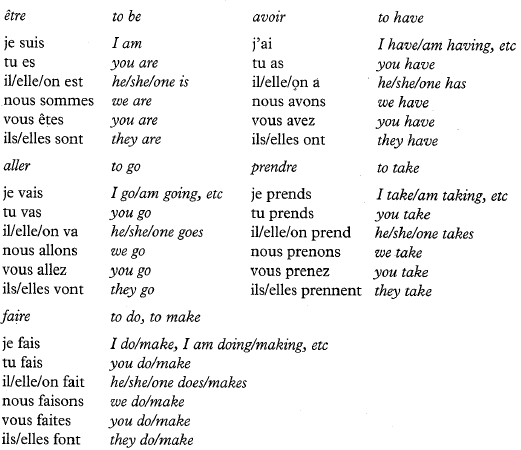 être to be avoir to have
je suis I am j'ai I have/am having, etc
tu es you are tu as you have
il/elle/on est he/she/one is il/elle/on a he/she/one has
nous sommes we are nous avons we have
vous êtes you are vous avez you have
ils/elles sont they are ils/elles ont they have
aller to go prendre to take
je vais I go/am going, etc je prends I take/am taking, etc
tu vas you go tu prends you take
il/elle/on va he/she/one goes il/elle/on prend he/she/one takes
nous allons we go nous prenons we take
vous allez you go vous prenez you take
ils/elles vont they go ils/elles prennent they take
faire to do, to make
je fais I do/make, I am doing/making, etc
tu fais you do/make
il/elle/on fait he/she/one does/makes
nous faisons we do/make
vous faites you do/make
ils/elles font they do/make